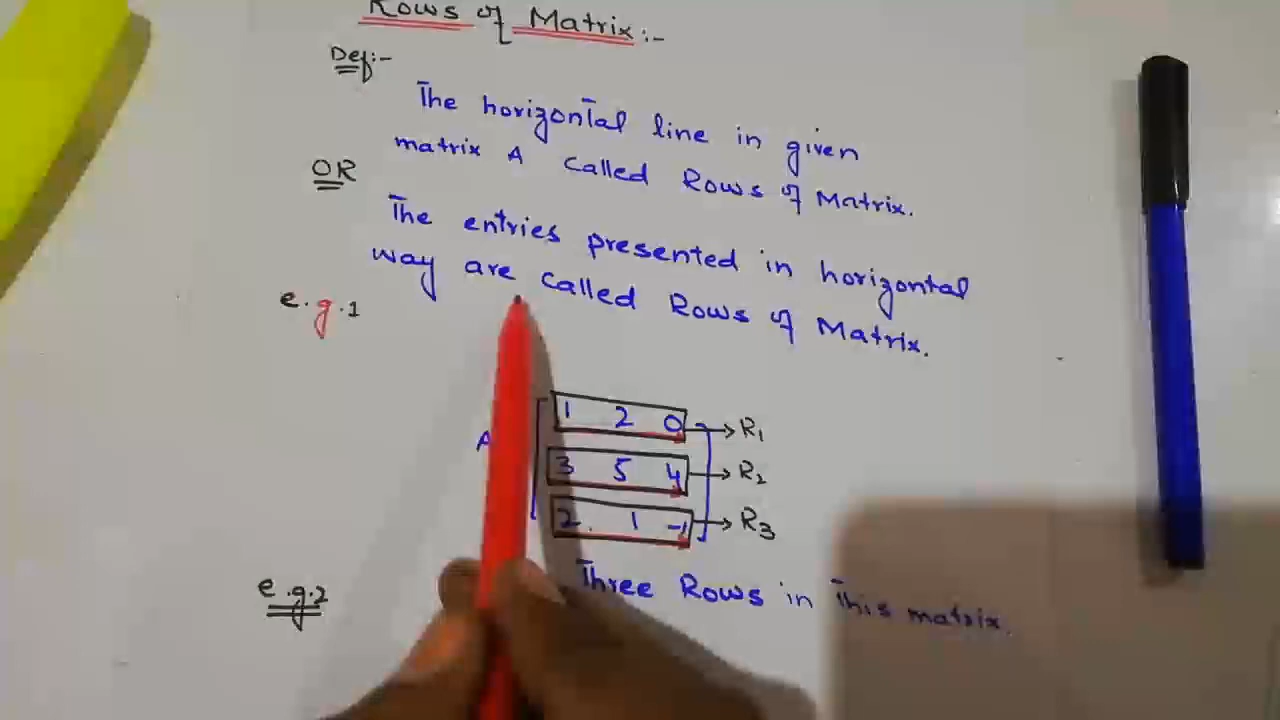 Rows of Matrix:-
Def:-
The horizontal line in given
matrix A called Rows of Matrix.
OR
The entries presented in horizontal
way are called Rows of Matrix.
e.g.1
A
1 2 0 → R1
3 5 4 → R2
2 1 -1 → R3
Three Rows in This matrix.
e.g.2